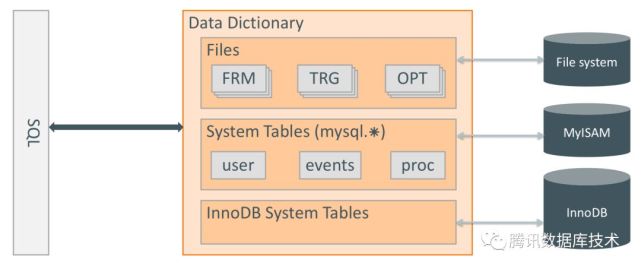 SQL
Data Dictionary
Files
FRM
TRG
OPT
System Tables (mysql.*)
user
events
proc
InnoDB System Tables
File system
MyISAM
InnoDB
腾讯数据库技术